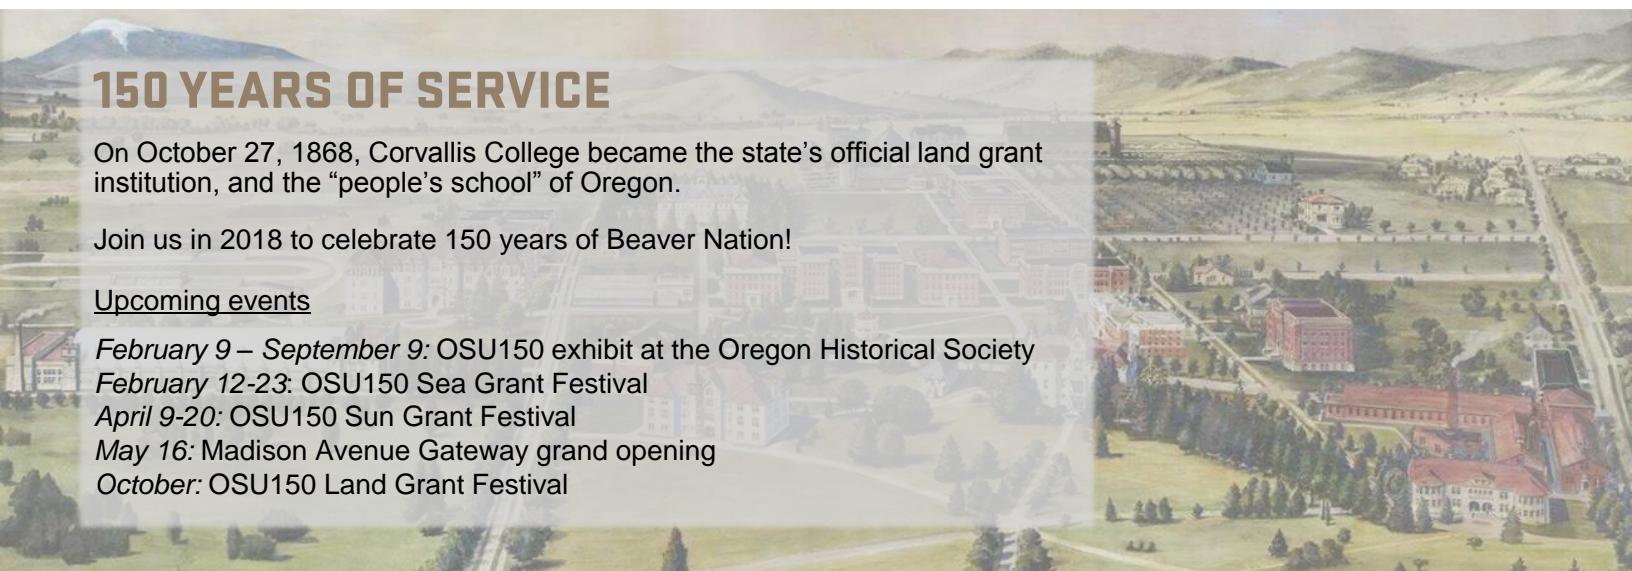 150 YEARS OF SERVICE
On October 27, 1868, Corvallis College became the state’s official land grant
institution, and the “people’s school” of Oregon.
Join us in 2018 to celebrate 150 years of Beaver Nation!
Upcoming events
February 9 – September 9: OSU150 exhibit at the Oregon Historical Society
February 12-23: OSU150 Sea Grant Festival
April 9-20: OSU150 Sun Grant Festival
May 16: Madison Avenue Gateway grand opening
October: OSU150 Land Grant Festival